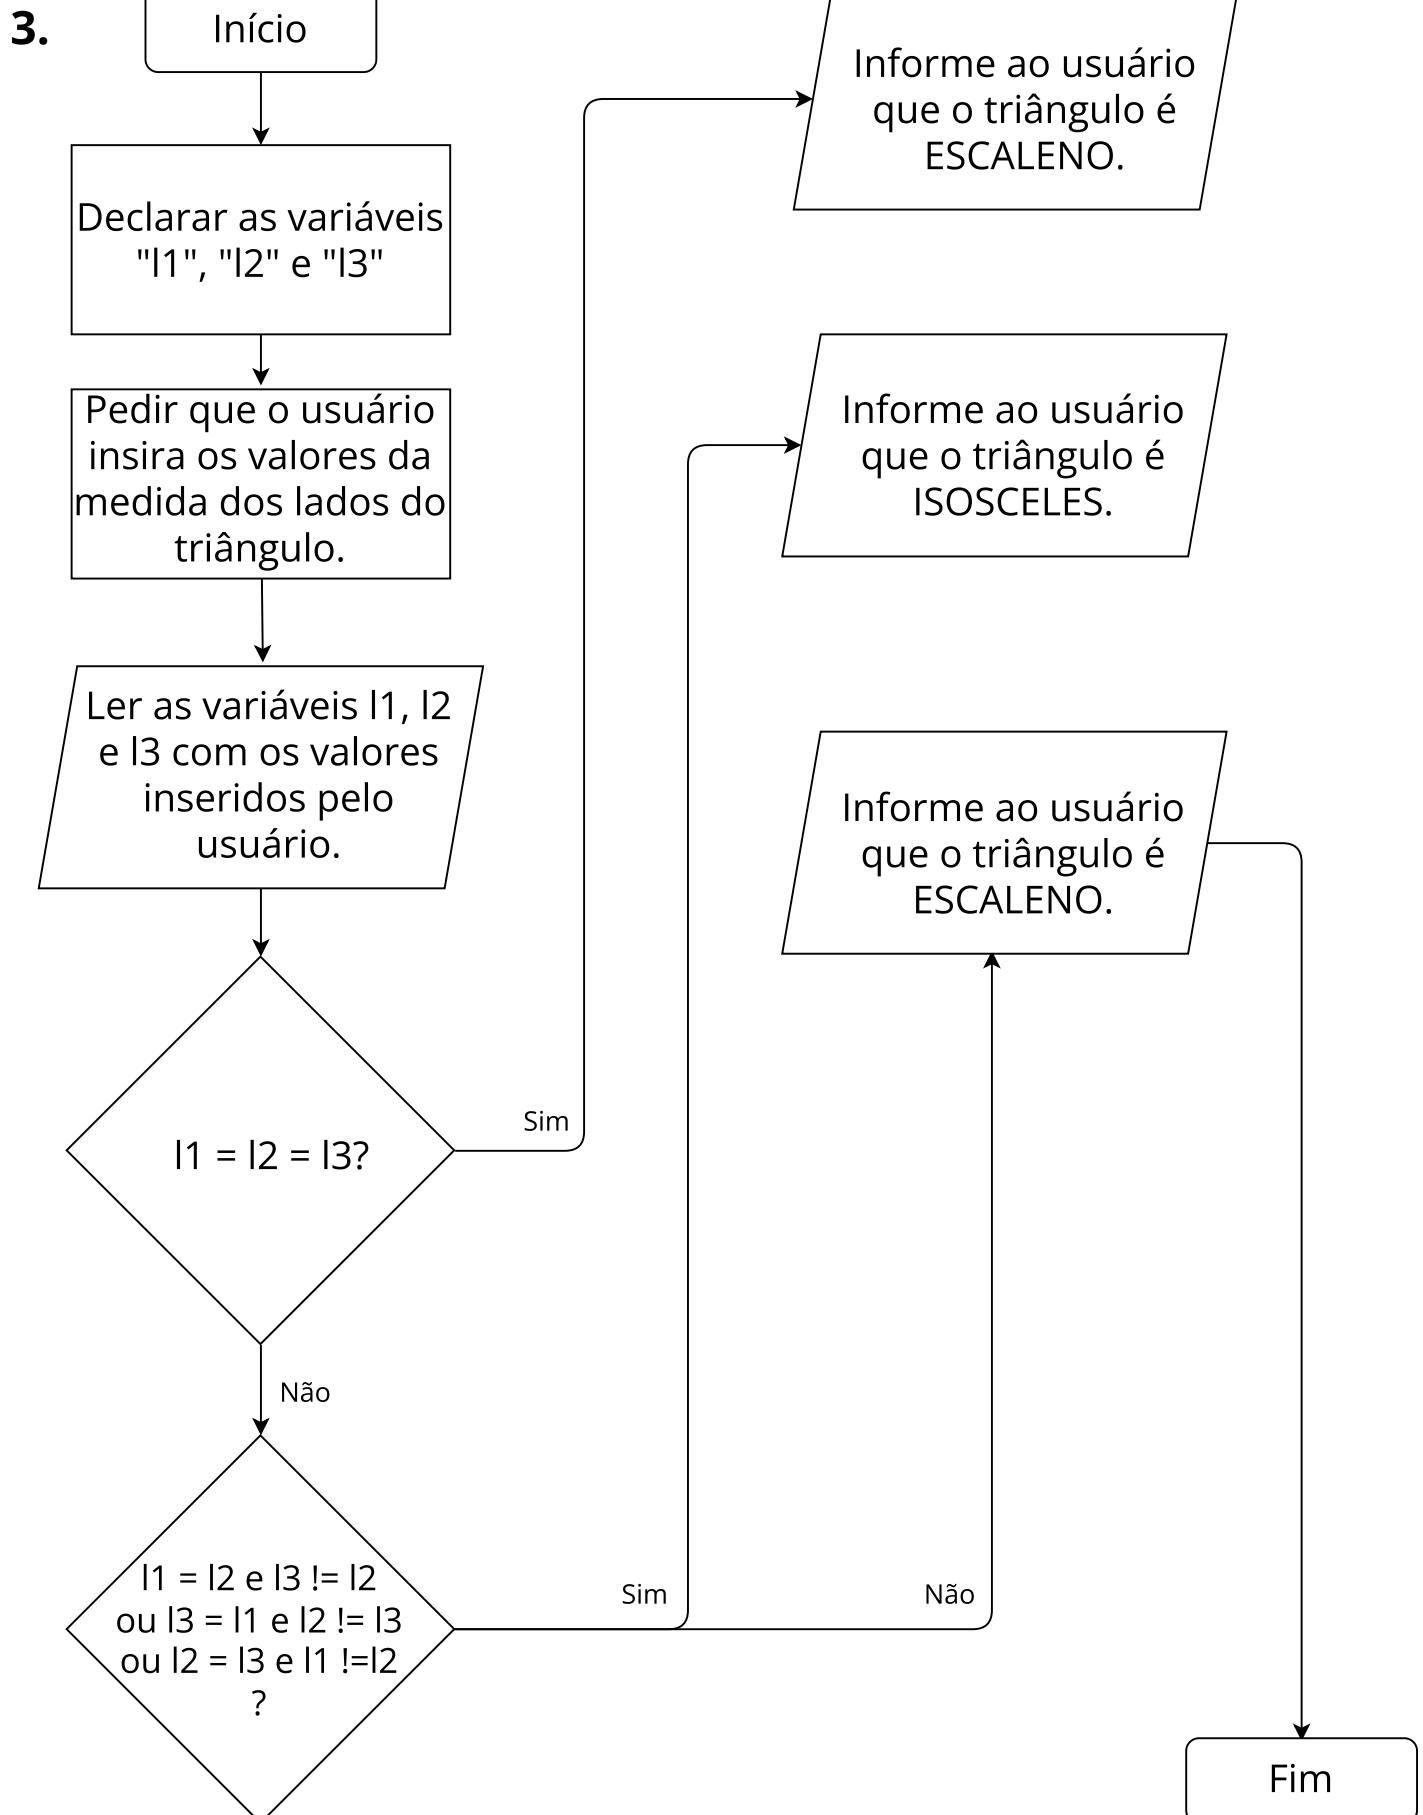 3.
Início
Declarar as variáveis
"l1", "l2" e "l3"
Pedir que o usuário
insira os valores da
medida dos lados do
triângulo.
Ler as variáveis l1, l2
e l3 com os valores
inseridos pelo
usuário.
l1 = l2 = l3?
Sim
Não
l1 = l2 e l3 != l2
ou l3 = l1 e l2 != l3
ou l2 = l3 e l1 !=l2
?
Sim
Não
Informe ao usuário
que o triângulo é
ESCALENO.
Informe ao usuário
que o triângulo é
ISOSCELES.
Informe ao usuário
que o triângulo é
ESCALENO.
Fim